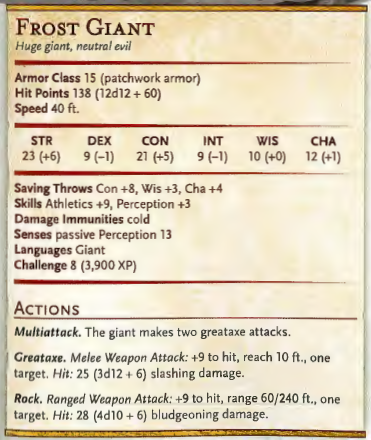 FROST GIANT
Huge giant, neutral evil
Armor Class 15 (patchwork armor)
Hit Points 138 (12d12 + 60)
Speed 40 ft.
STR DEX CON INT WIS CHA
23 (+6) 9 (−1) 21 (+5) 9 (−1) 10 (+0) 12 (+1)
Saving Throws Con +8, Wis +3, Cha +4
Skills Athletics +9, Perception +3
Damage Immunities cold
Senses passive Perception 13
Languages Giant
Challenge 8 (3,900 XP)
ACTIONS
Multiattack. The giant makes two greataxe attacks.
Greataxe. Melee Weapon Attack: +9 to hit, reach 10 ft., one
target. Hit: 25 (3d12 + 6) slashing damage.
Rock. Ranged Weapon Attack: +9 to hit, range 60/240 ft., one
target. Hit: 28 (4d10 + 6) bludgeoning damage.